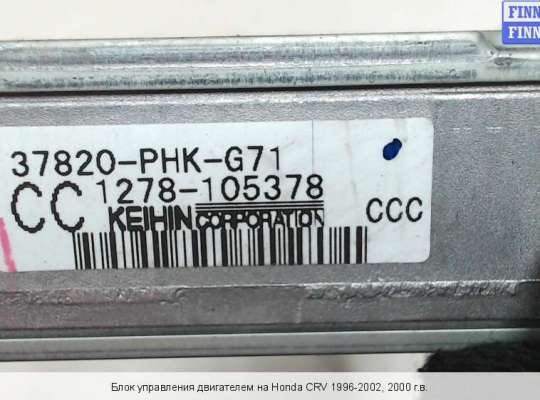 FINN
FINN
37820-PHK-G71
CC 1278-105378
KEIHIN CORPORATION CCC
Блок управления двигателем на Honda CRV 1996-2002, 2000 г.в.